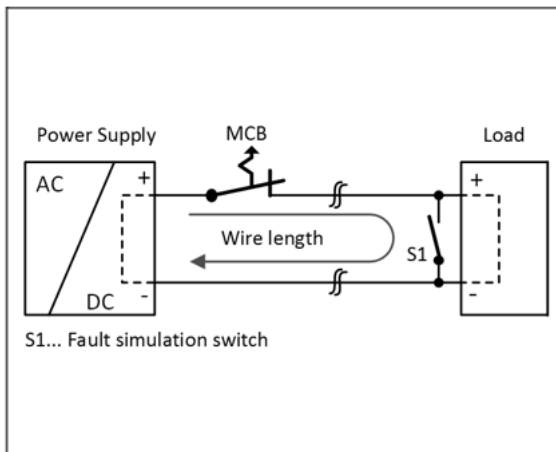 Power Supply
MCB
Load
AC
+
+
Wire length
S1
DC
-
-
S1... Fault simulation switch